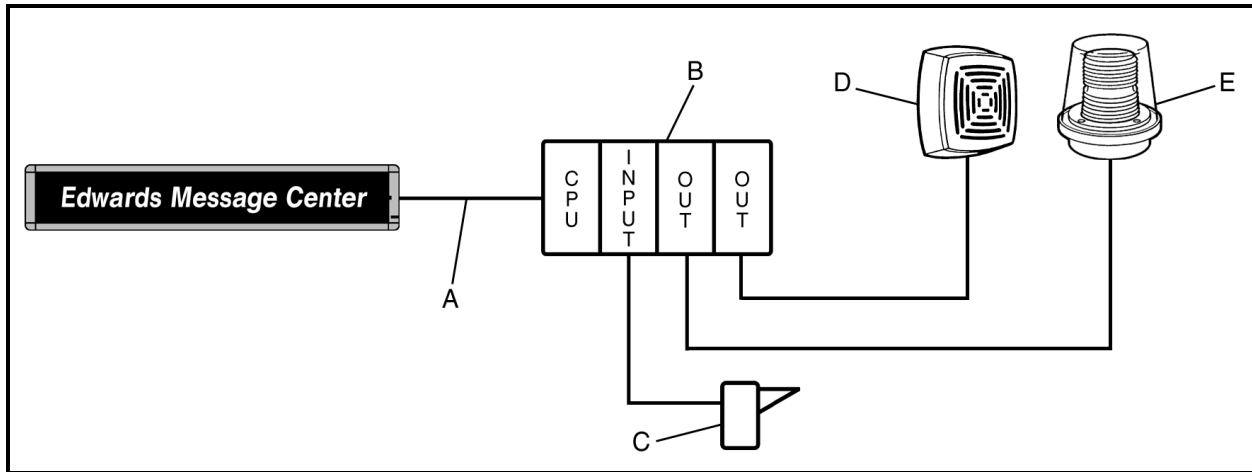 Edwards Message Center
A
B
CPU
INPUT
OUT
OUT
C
D
E